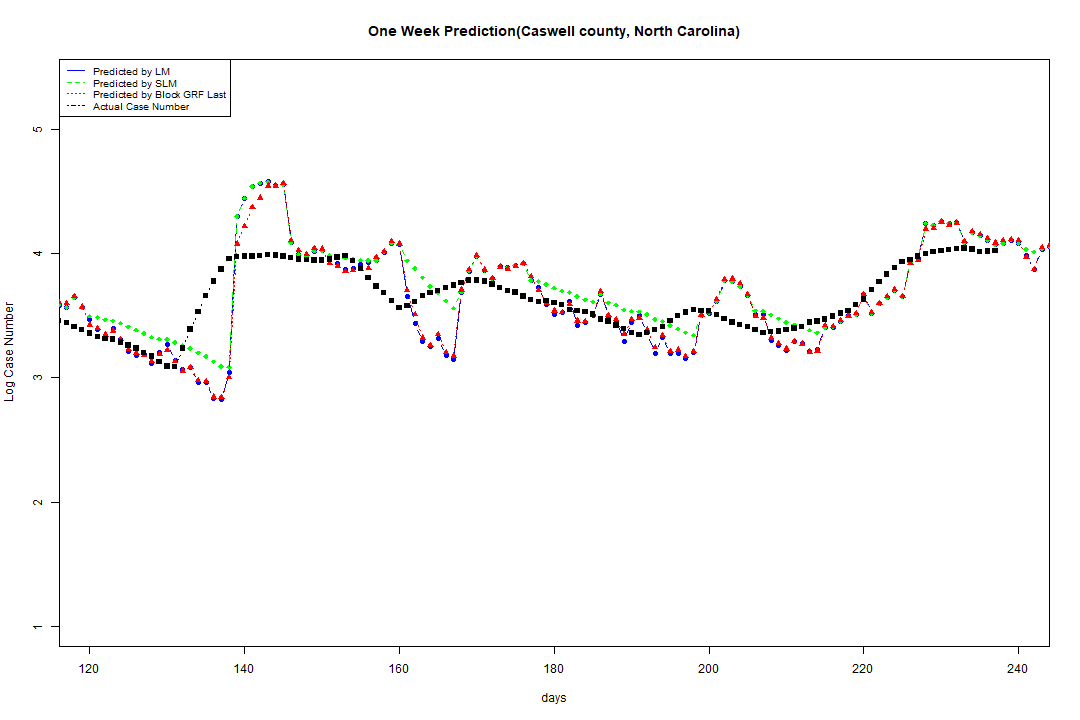 One Week Prediction(Caswell county, North Carolina)
Predicted by LM
Predicted by SLM
Predicted by Block GRF Last
Actual Case Number
5
4
3
2
1
Log Case Number
120 140 160 180 200 220 240
days